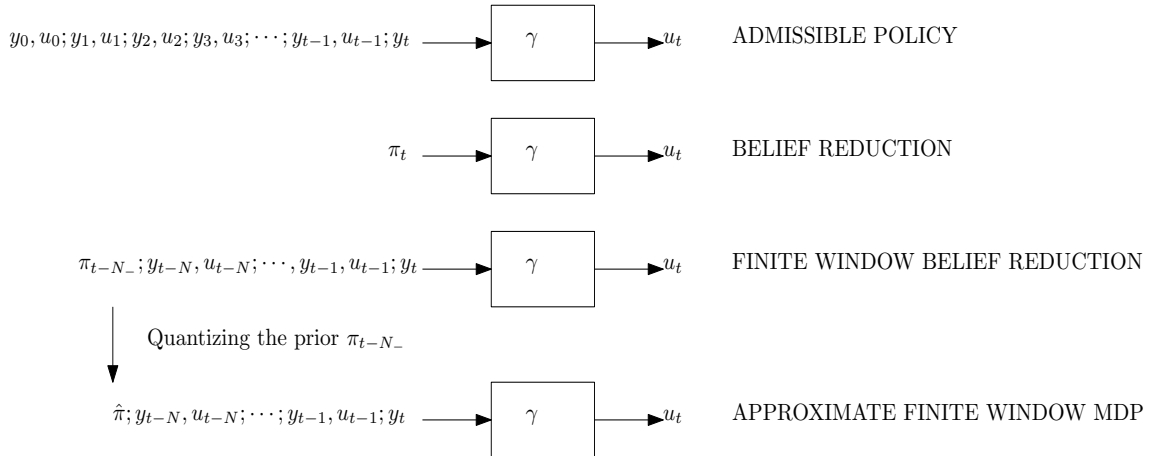 y_0, u_0; y_1, u_1; y_2, u_2; y_3, u_3; ⋯; y_{t−1}, u_{t−1}; y_t γ u_t ADMISSIBLE POLICY
π_t γ u_t BELIEF REDUCTION
π_{t−N_−}; y_{t−N}, u_{t−N}; ⋯, y_{t−1}, u_{t−1}; y_t γ u_t FINITE WINDOW BELIEF REDUCTION
Quantizing the prior π_{t−N_−}
π̂; y_{t−N}, u_{t−N}; ⋯; y_{t−1}, u_{t−1}; y_t γ u_t APPROXIMATE FINITE WINDOW MDP